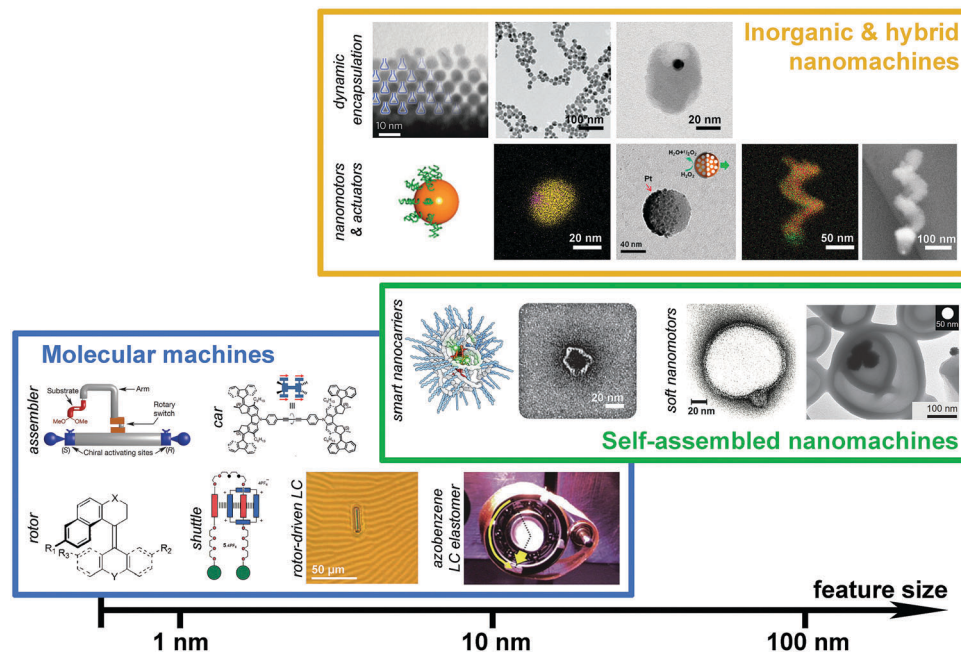 Inorganic & hybrid
nanomachines
dynamic
encapsulation
10 nm
100 nm
20 nm
nanomotors
& actuators
20 nm
H₂O+½O₂
H₂O₂
Pt
40 nm
50 nm
100 nm
smart nanocarriers
20 nm
soft nanomotors
20 nm
50 nm
100 nm
Self-assembled nanomachines
Molecular machines
assembler
Substrate
Arm
Rotary
switch
MeO
OMe
(S)
Chiral activating sites
(R)
car
rotor
X
R₁
R₃
R₂
Y
shuttle
rotor-driven LC
50 µm
azobenzene
LC elastomer
feature size
1 nm
10 nm
100 nm